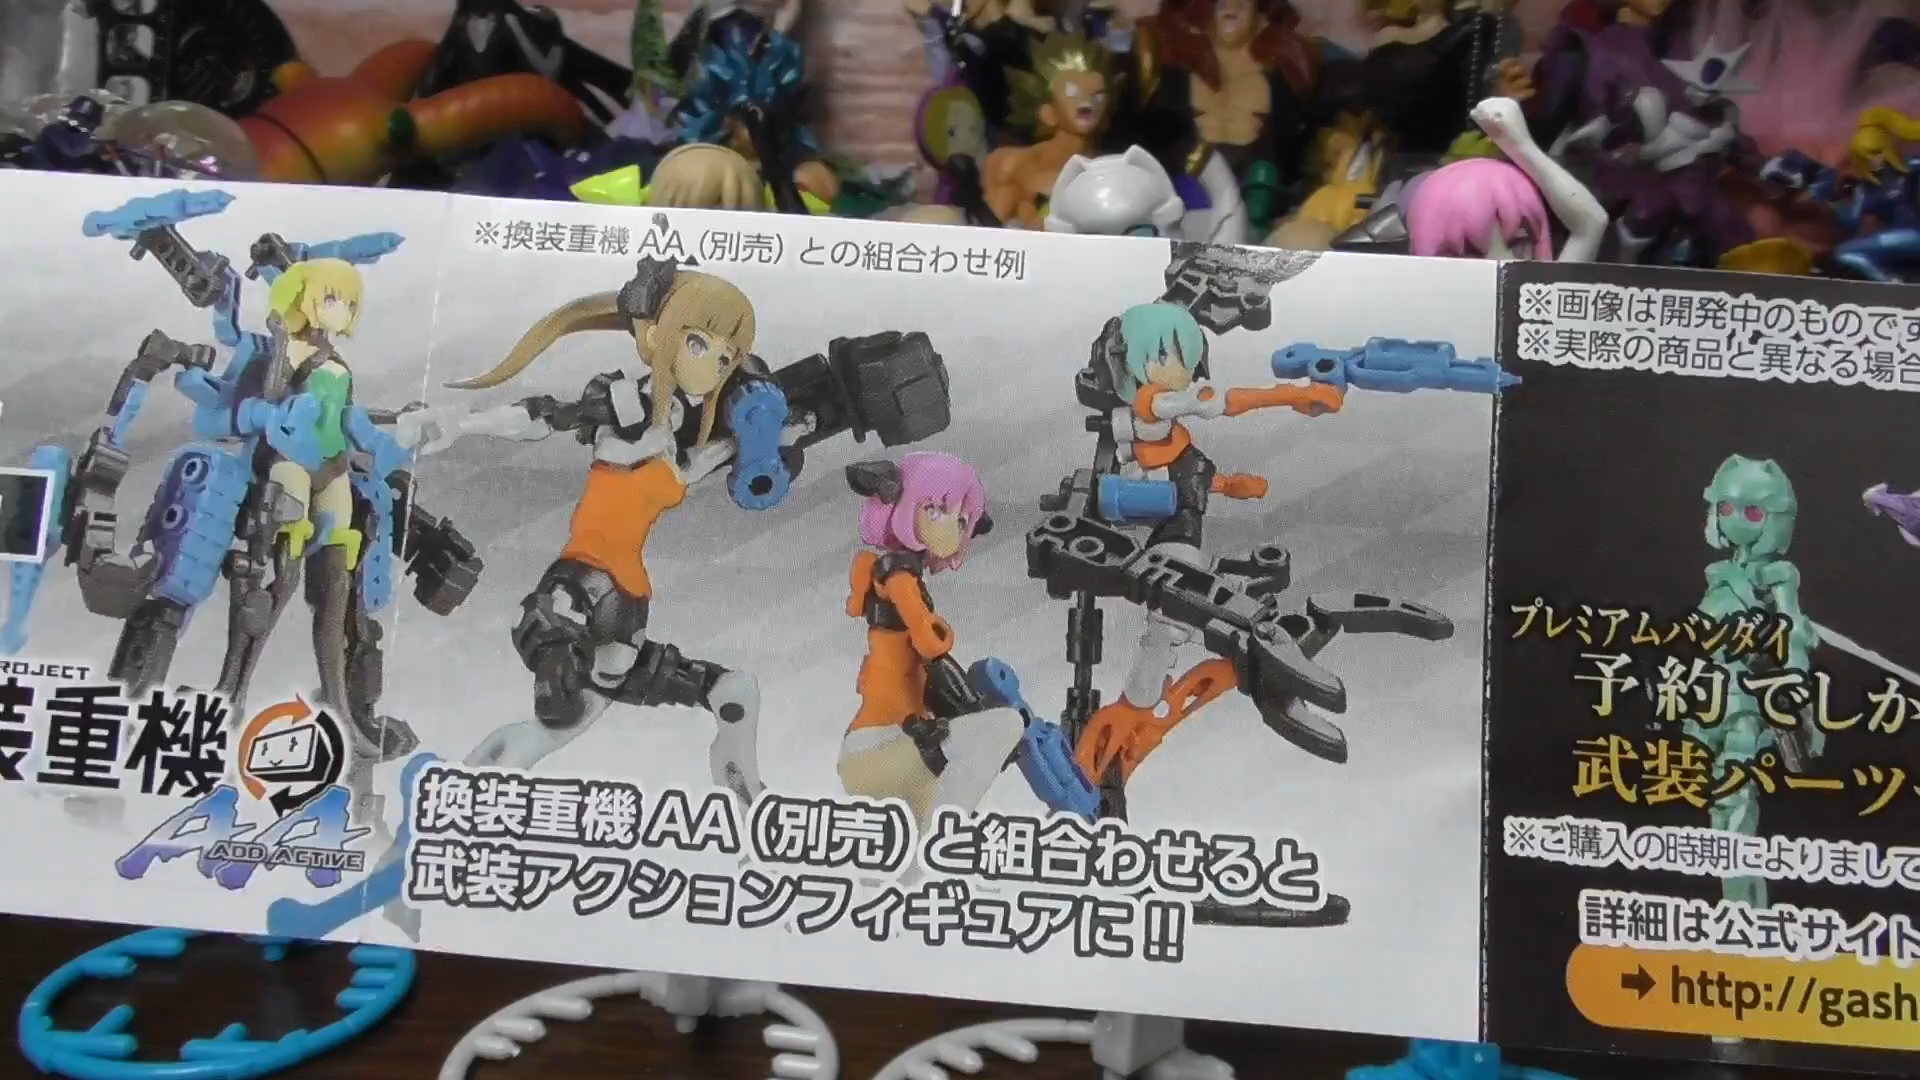 ※換装重機 AA（別売）との組合わせ例
ROJECT
装重機
AA
ADD ACTIVE
換装重機 AA（別売）と組合わせると
武装アクションフィギュアに!!
※画像は開発中のものです
※実際の商品と異なる場合
プレミアムバンダイ
予約でしか
武装パーツ
※ご購入の時期によりまして
詳細は公式サイト
➡ http://gash